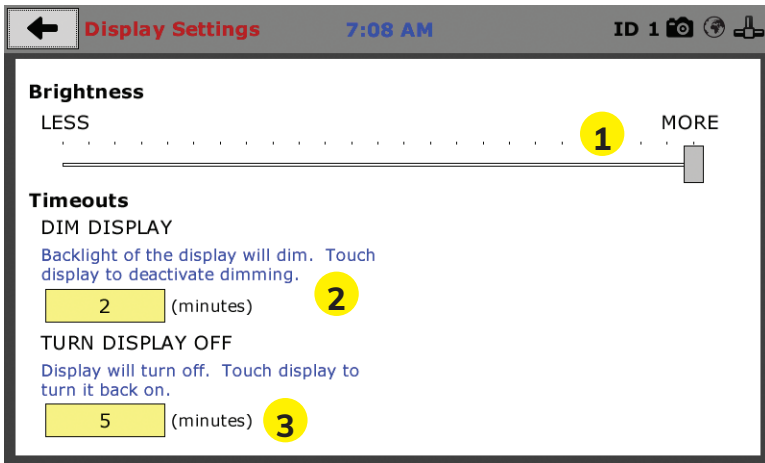 Display Settings 7:08 AM ID 1
Brightness
LESS MORE
1
Timeouts
DIM DISPLAY
Backlight of the display will dim. Touch
display to deactivate dimming.
2 (minutes) 2
TURN DISPLAY OFF
Display will turn off. Touch display to
turn it back on.
5 (minutes) 3